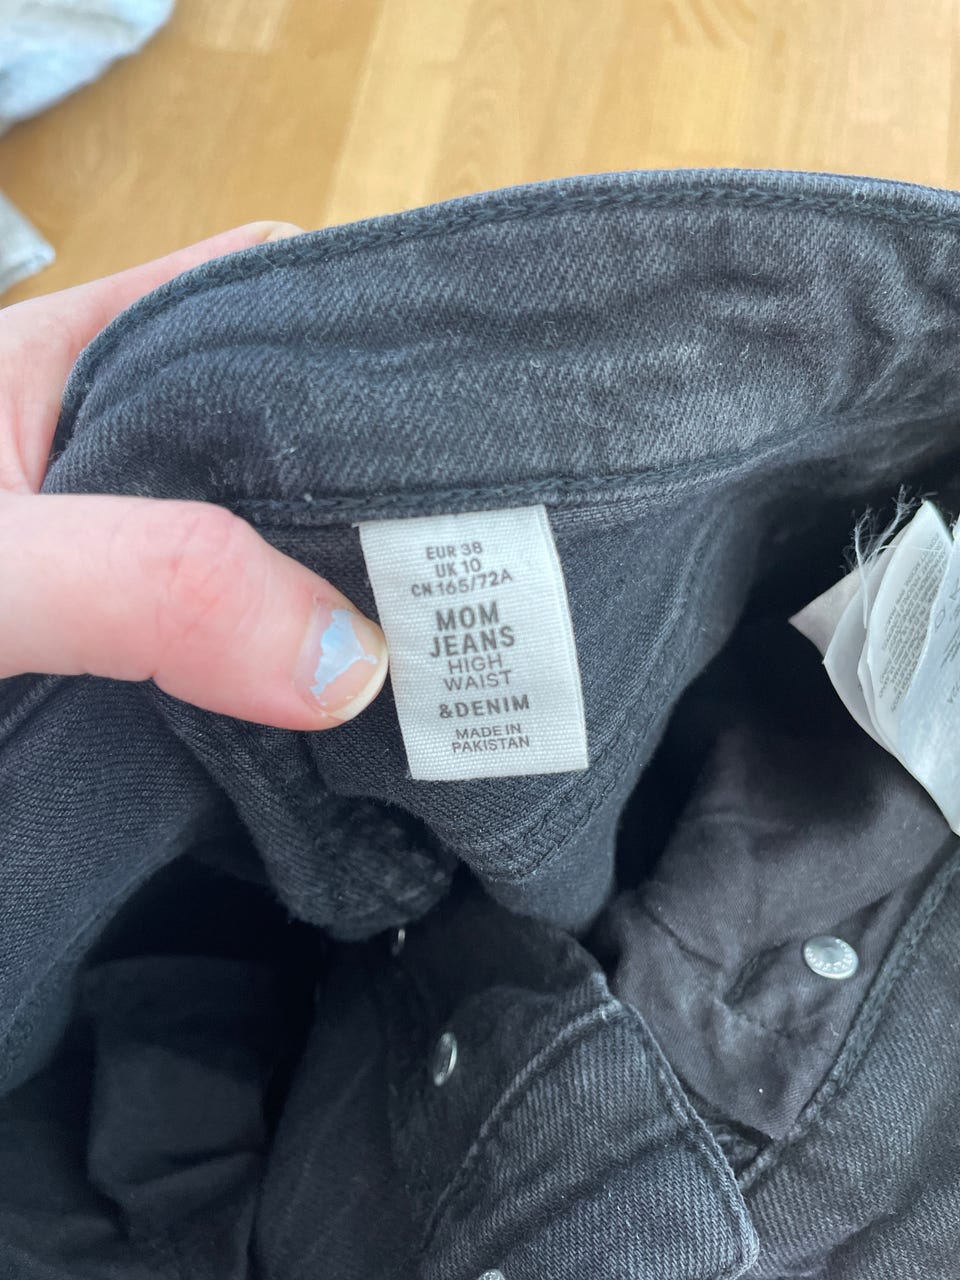 EUR 38
UK 10
CN 165/72A
MOM
JEANS
HIGH
WAIST
&DENIM
MADE IN
PAKISTAN